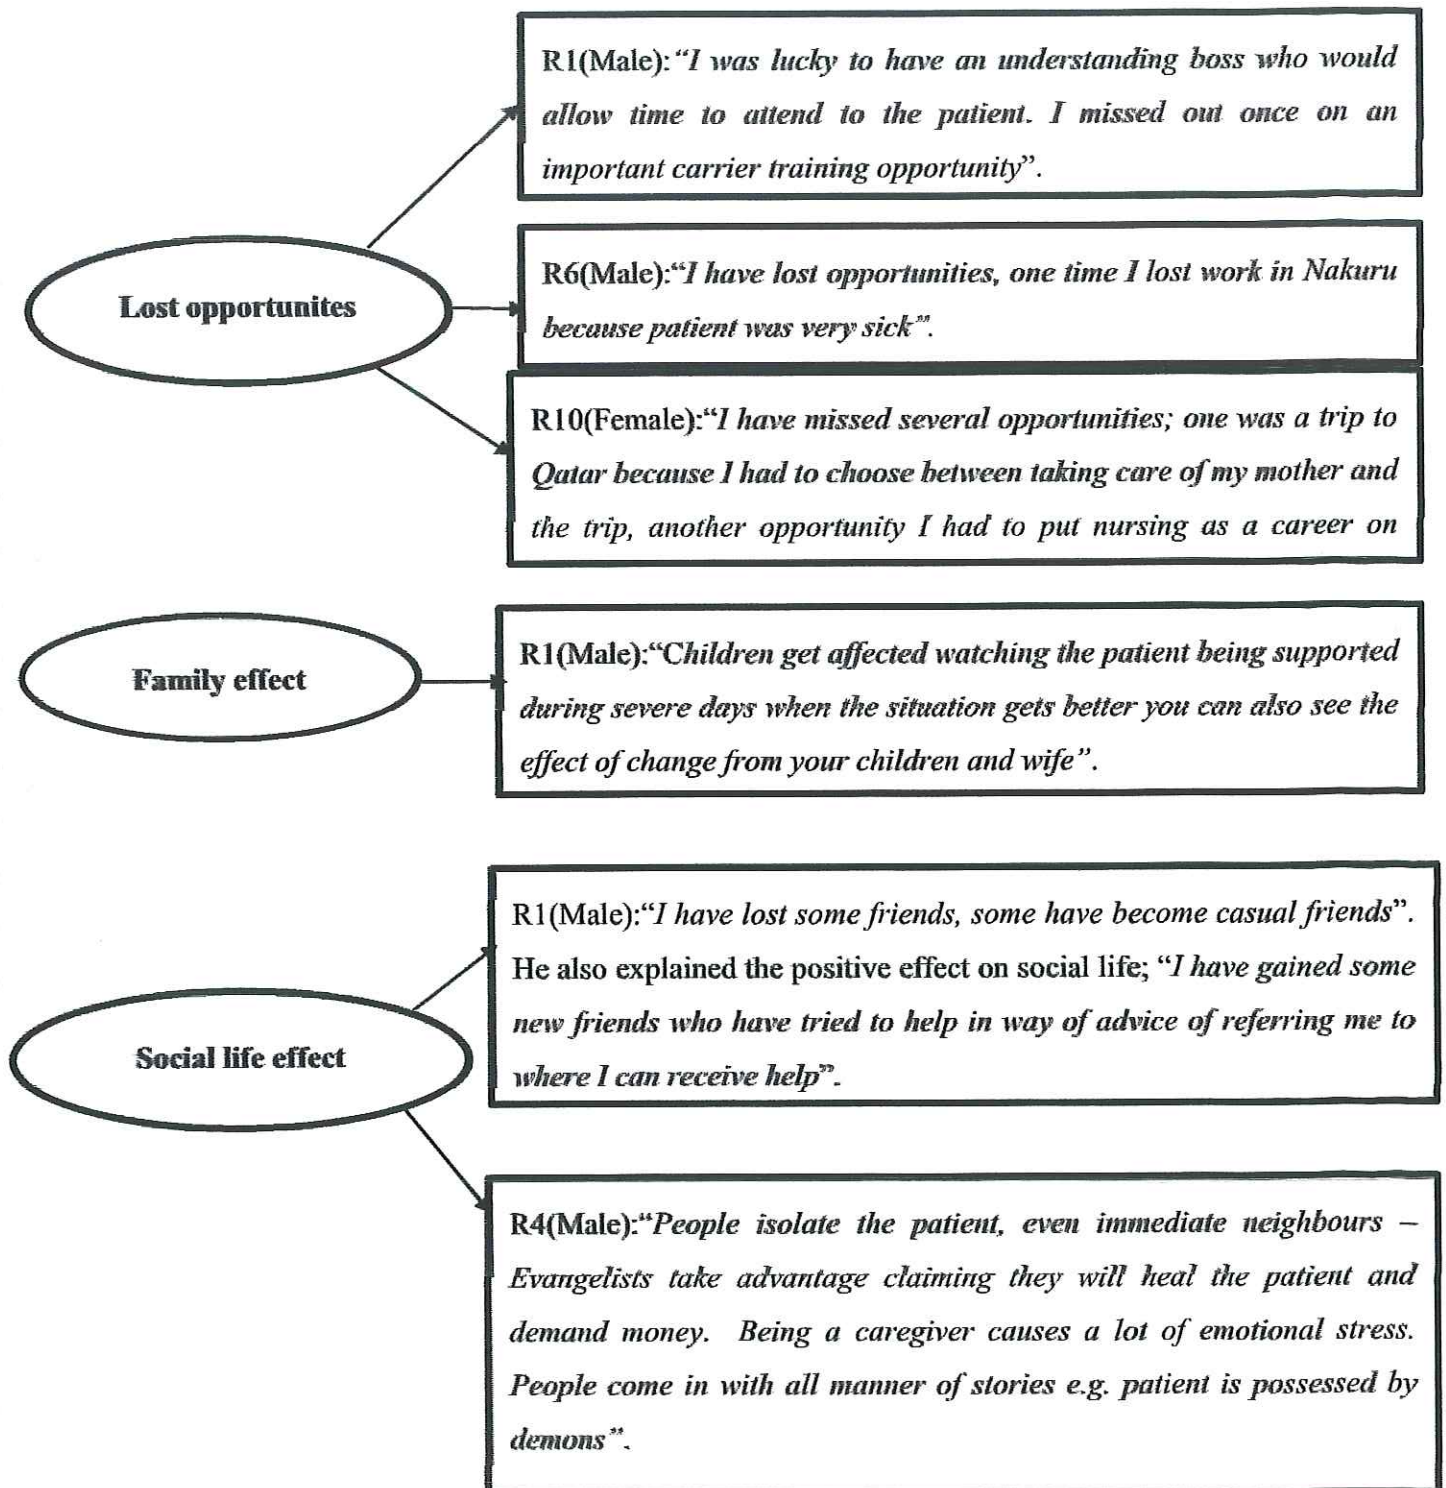 R1(Male): “I was lucky to have an understanding boss who would
allow time to attend to the patient. I missed out once on an
important carrier training opportunity”.
Lost opportunites
R6(Male):“I have lost opportunities, one time I lost work in Nakuru
because patient was very sick”.
R10(Female):“I have missed several opportunities; one was a trip to
Qatar because I had to choose between taking care of my mother and
the trip, another opportunity I had to put nursing as a career on
Family effect
R1(Male):“Children get affected watching the patient being supported
during severe days when the situation gets better you can also see the
effect of change from your children and wife”.
Social life effect
R1(Male):“I have lost some friends, some have become casual friends”.
He also explained the positive effect on social life; “I have gained some
new friends who have tried to help in way of advice of referring me to
where I can receive help”.
R4(Male):“People isolate the patient, even immediate neighbours –
Evangelists take advantage claiming they will heal the patient and
demand money. Being a caregiver causes a lot of emotional stress.
People come in with all manner of stories e.g. patient is possessed by
demons”.